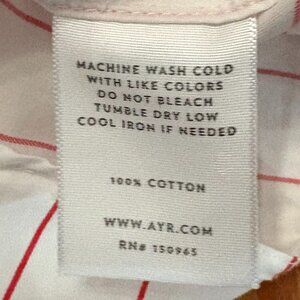 MACHINE WASH COLD
WITH LIKE COLORS
DO NOT BLEACH
TUMBLE DRY LOW
COOL IRON IF NEEDED
100% COTTON
WWW.AYR.COM
RN# 150965